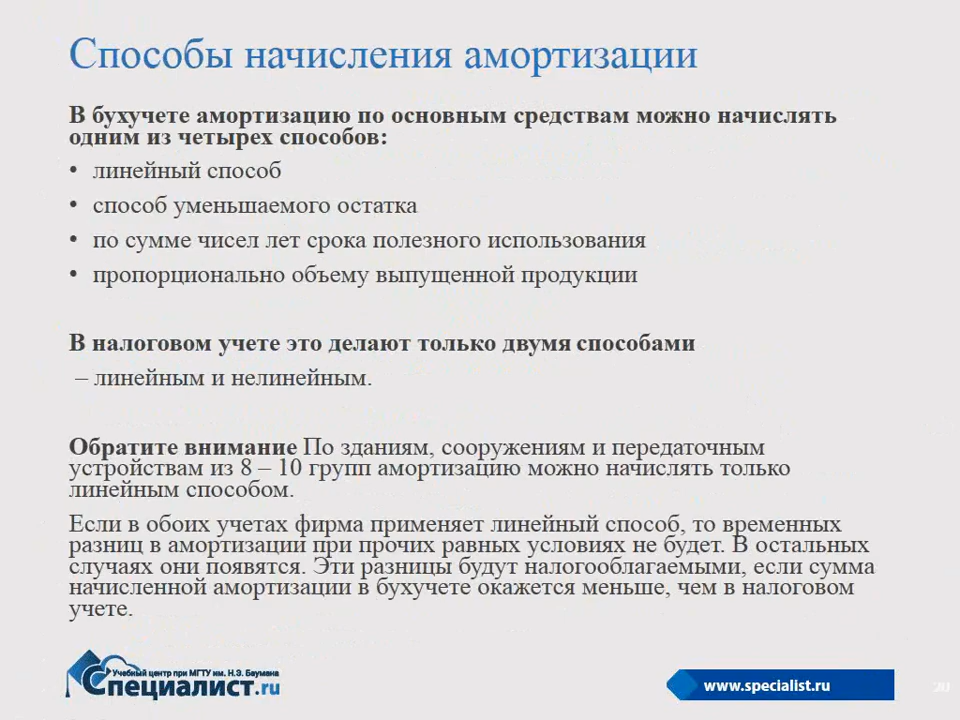 Способы начисления амортизации
В бухучете амортизацию по основным средствам можно начислять
одним из четырех способов:
• линейный способ
• способ уменьшаемого остатка
• по сумме чисел лет срока полезного использования
• пропорционально объему выпущенной продукции
В налоговом учете это делают только двумя способами
– линейным и нелинейным.
Обратите внимание По зданиям, сооружениям и передаточным
устройствам из 8 – 10 групп амортизацию можно начислять только
линейным способом.
Если в обоих учетах фирма применяет линейный способ, то временных
разниц в амортизации при прочих равных условиях не будет. В остальных
случаях они появятся. Эти разницы будут налогооблагаемыми, если сумма
начисленной амортизации в бухучете окажется меньше, чем в налоговом
учете.
Учебный центр при МГТУ им. Н.Э. Баумана
Специалист.ru
www.specialist.ru
20